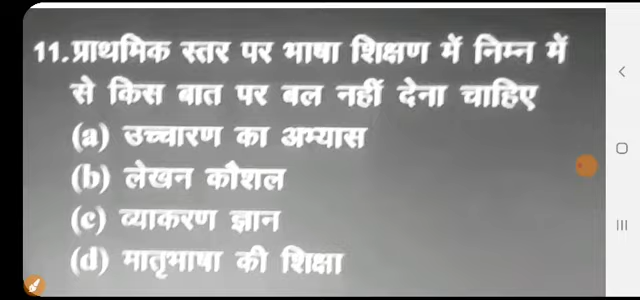 11.प्राथमिक स्तर पर भाषा शिक्षण में निम्न में
से किस बात पर बल नहीं देना चाहिए
(a) उच्चारण का अभ्यास
(b) लेखन कौशल
(c) व्याकरण ज्ञान
(d) मातृभाषा की शिक्षा